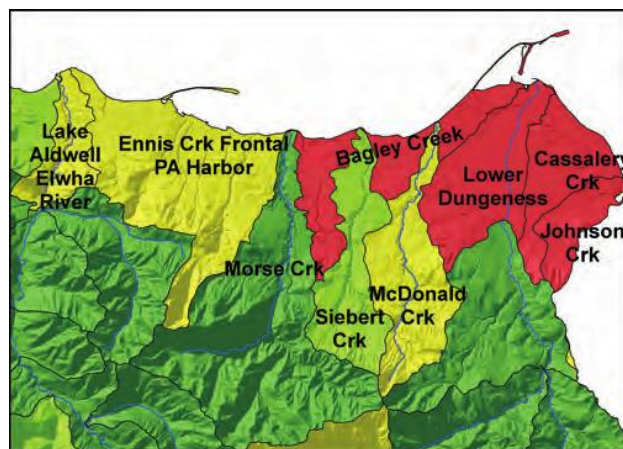 Lake
Aldwell
Elwha
River
Ennis Crk Frontal
PA Harbor
Bagley Creek
Lower
Dungeness
Cassalery
Crk
Johnson
Crk
Morse Crk
McDonald
Crk
Siebert
Crk